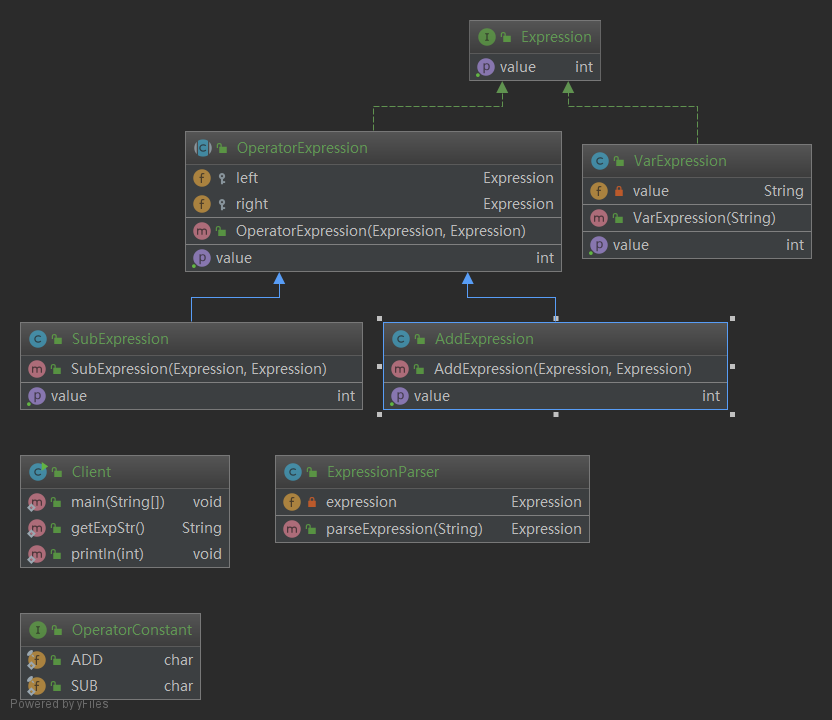 Expression
value int
OperatorExpression
left Expression
right Expression
OperatorExpression(Expression, Expression)
value int
VarExpression
value String
VarExpression(String)
value int
SubExpression
SubExpression(Expression, Expression)
value int
AddExpression
AddExpression(Expression, Expression)
value int
Client
main(String[]) void
getExpStr() String
println(int) void
ExpressionParser
expression Expression
parseExpression(String) Expression
OperatorConstant
ADD char
SUB char
Powered by yFiles